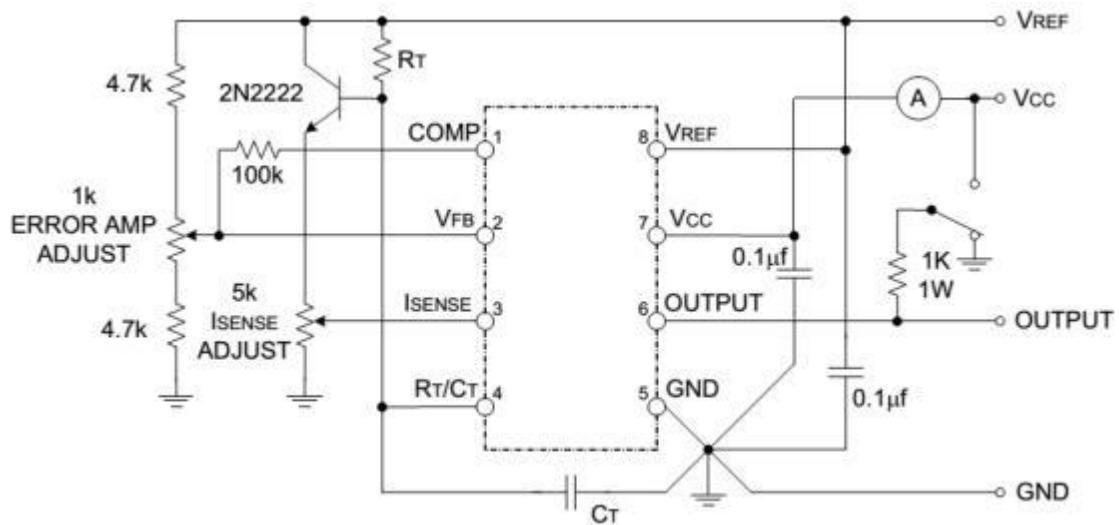 VREF
RT
4.7k
2N2222
A
VCC
COMP
1
8
VREF
100k
1k
ERROR AMP
ADJUST
VFB
2
7
VCC
0.1μf
1K
1W
5k
ISENSE
ADJUST
ISENSE
3
6
OUTPUT
OUTPUT
4.7k
RT/CT
4
5
GND
0.1μf
CT
GND